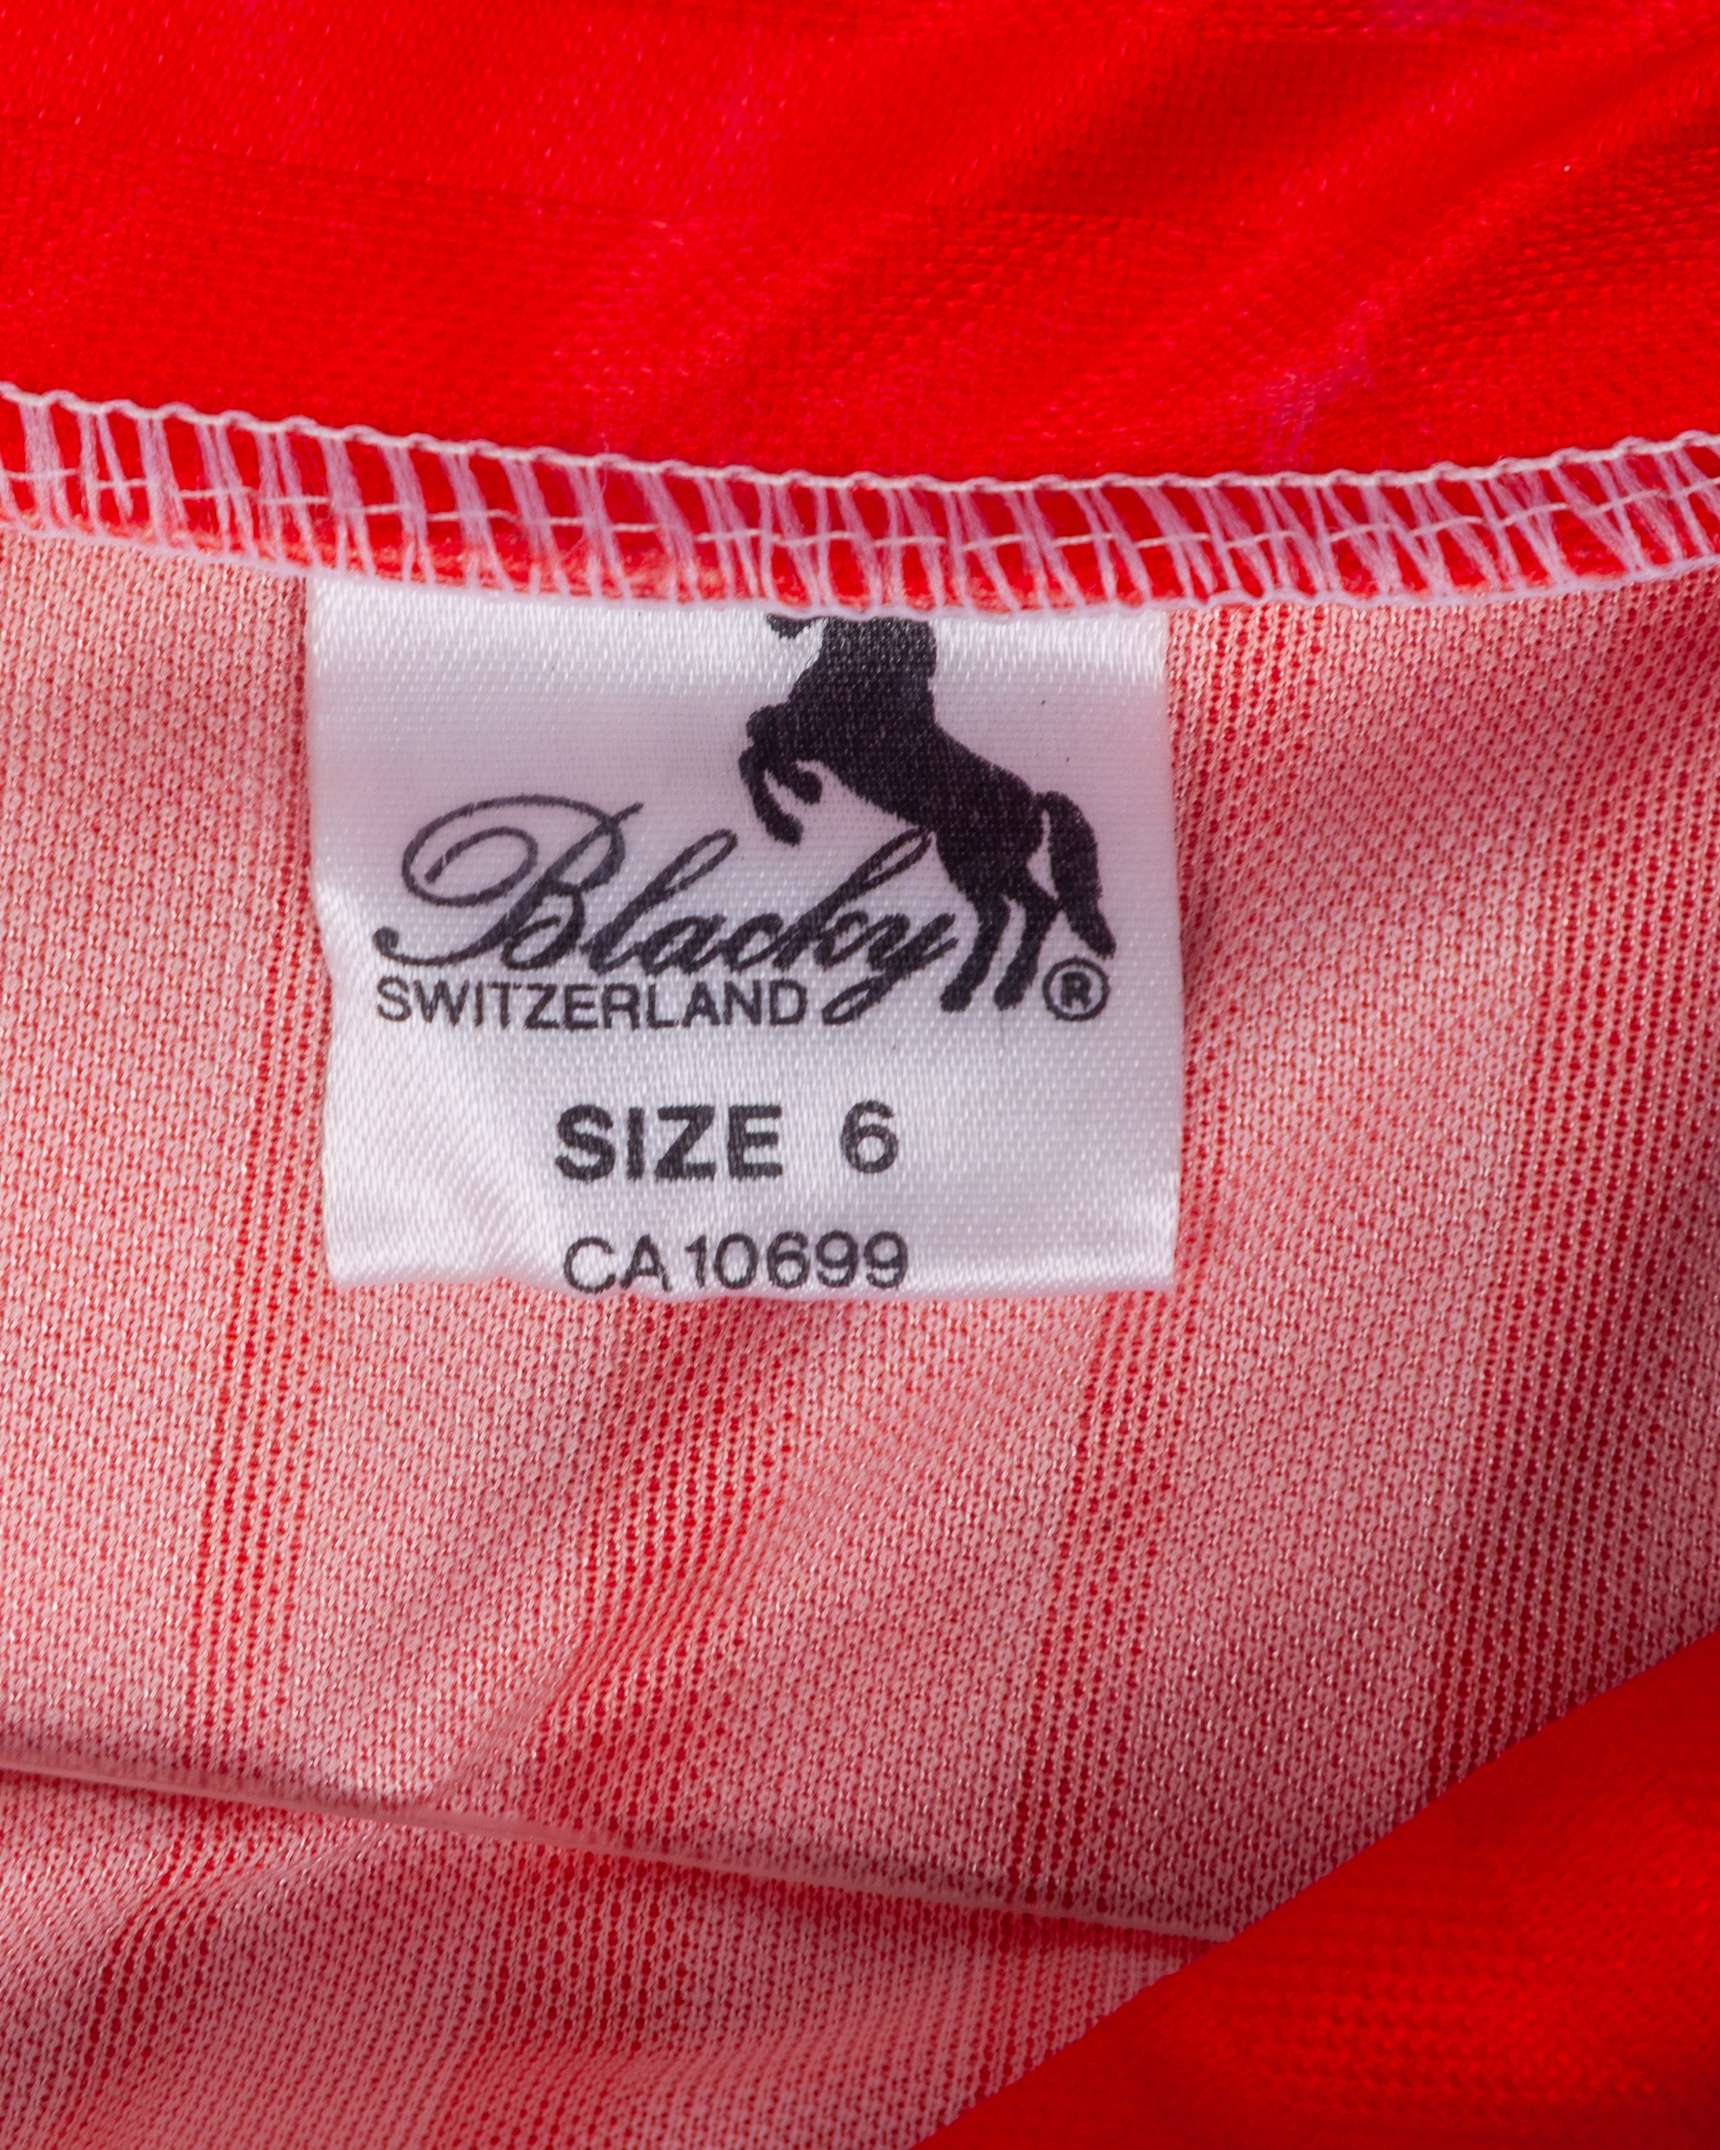 Blacky
SWITZERLAND ®
SIZE 6
CA10699